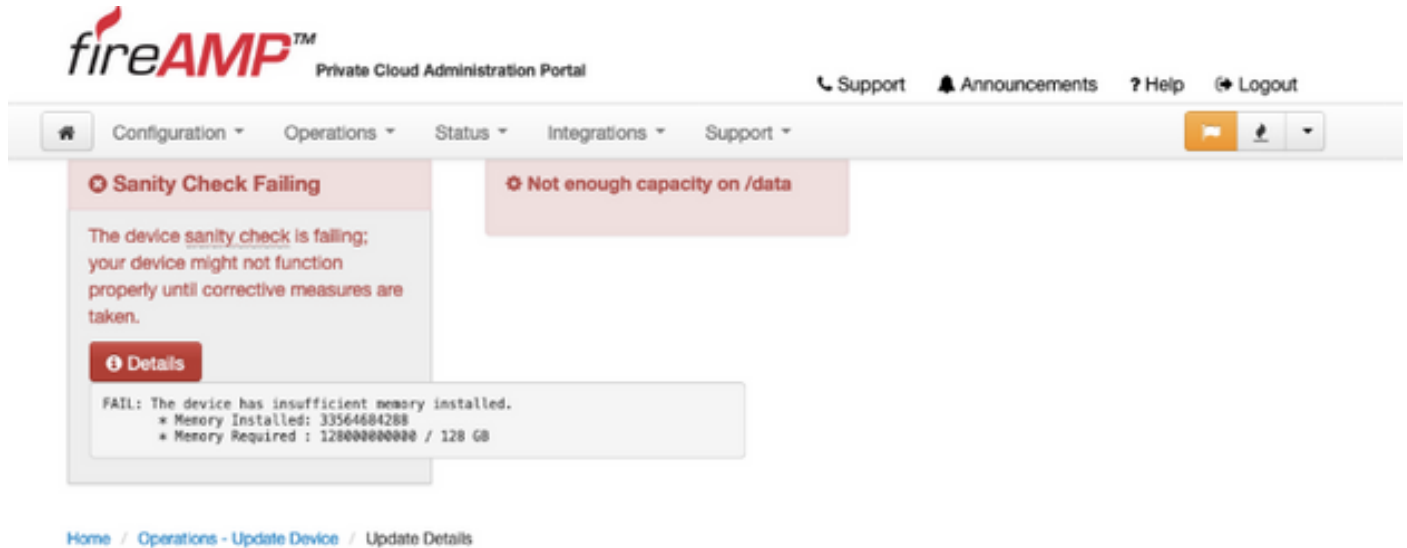 fireAMP™ Private Cloud Administration Portal
Support Announcements ? Help Logout
Configuration Operations Status Integrations Support
Sanity Check Failing
The device sanity check is failing;
your device might not function
properly until corrective measures are
taken.
Details
FAIL: The device has insufficient memory installed.
* Memory Installed: 33564684288
* Memory Required : 128000000000 / 128 GB
Not enough capacity on /data
Home / Operations - Update Device / Update Details